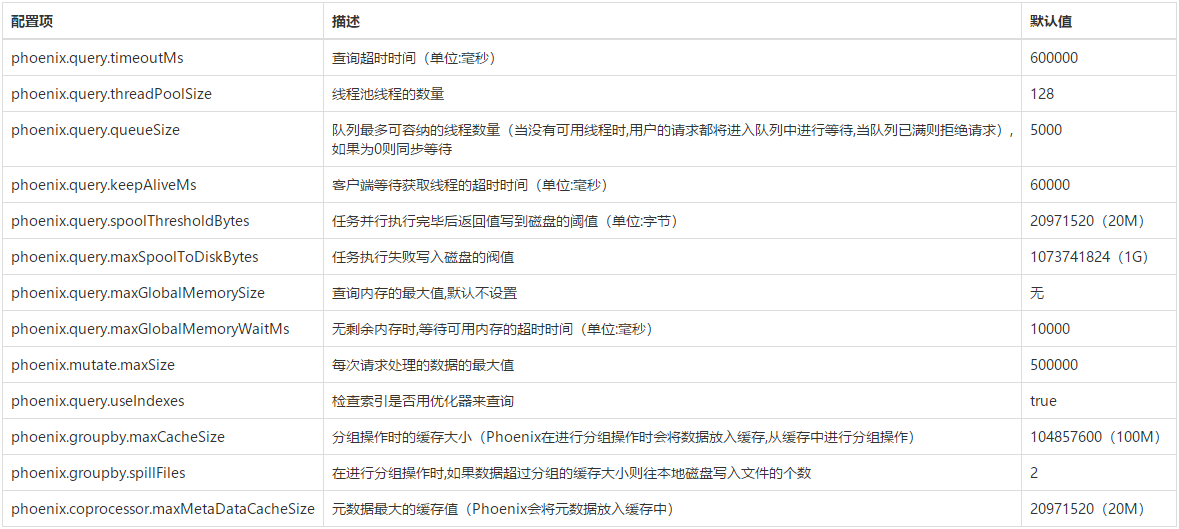 配置项 描述 默认值
phoenix.query.timeoutMs 查询超时时间（单位:毫秒） 600000
phoenix.query.threadPoolSize 线程池线程的数量 128
phoenix.query.queueSize 队列最多可容纳的线程数量（当没有可用线程时,用户的请求都将进入队列中进行等待,当队列已满则拒绝请求）, 5000
如果为0则同步等待
phoenix.query.keepAliveMs 客户端等待获取线程的超时时间（单位:毫秒） 60000
phoenix.query.spoolThresholdBytes 任务并行执行完毕后返回值写到磁盘的阈值（单位:字节） 20971520（20M）
phoenix.query.maxSpoolToDiskBytes 任务执行失败写入磁盘的阀值 1073741824（1G）
phoenix.query.maxGlobalMemorySize 查询内存的最大值,默认不设置 无
phoenix.query.maxGlobalMemoryWaitMs 无剩余内存时,等待可用内存的超时时间（单位:毫秒） 10000
phoenix.mutate.maxSize 每次请求处理的数据的最大值 500000
phoenix.query.useIndexes 检查索引是否用优化器来查询 true
phoenix.groupby.maxCacheSize 分组操作时的缓存大小（Phoenix在进行分组操作时会将数据放入缓存,从缓存中进行分组操作） 104857600（100M）
phoenix.groupby.spillFiles 在进行分组操作时,如果数据超过分组的缓存大小则往本地磁盘写入文件的个数 2
phoenix.coprocessor.maxMetaDataCacheSize 元数据最大的缓存值（Phoenix会将元数据放入缓存中） 20971520（20M）